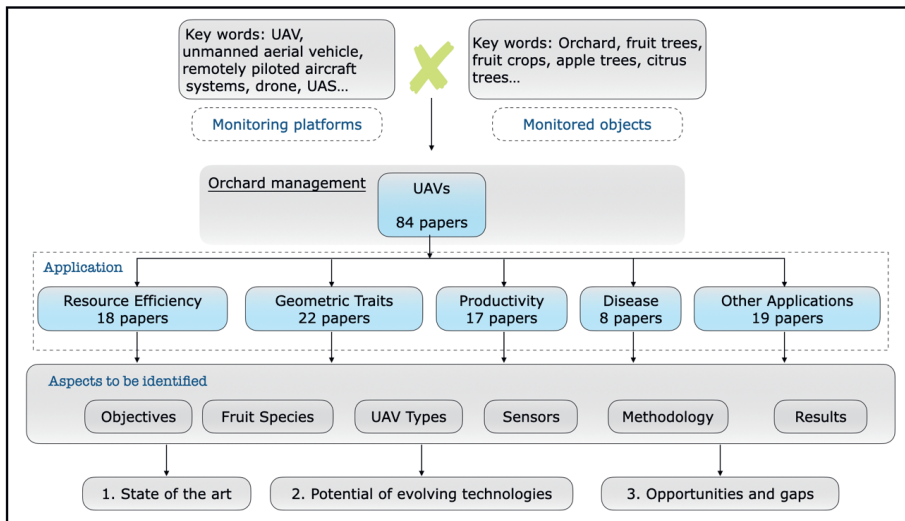 Key words: UAV,
unmanned aerial vehicle,
remotely piloted aircraft
systems, drone, UAS...
Key words: Orchard, fruit trees,
fruit crops, apple trees, citrus
trees...
Monitoring platforms
Monitored objects
Orchard management
UAVs
84 papers
Application
Resource Efficiency
18 papers
Geometric Traits
22 papers
Productivity
17 papers
Disease
8 papers
Other Applications
19 papers
Aspects to be identified
Objectives
Fruit Species
UAV Types
Sensors
Methodology
Results
1. State of the art
2. Potential of evolving technologies
3. Opportunities and gaps